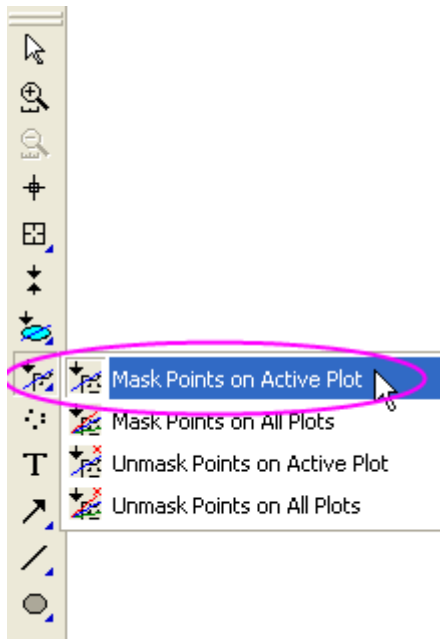 Mask Points on Active Plot
Mask Points on All Plots
T
Unmask Points on Active Plot
Unmask Points on All Plots